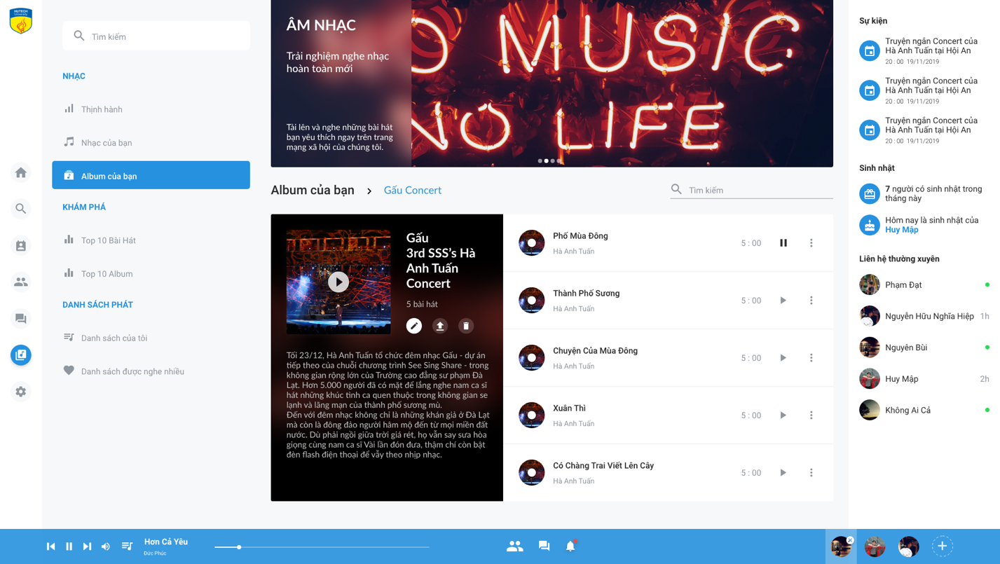 HUTECH
University
Tìm kiếm
NHẠC
Thịnh hành
Nhạc của bạn
Album của bạn
KHÁM PHÁ
Top 10 Bài Hát
Top 10 Album
DANH SÁCH PHÁT
Danh sách của tôi
Danh sách được nghe nhiều
ÂM NHẠC
Trải nghiệm nghe nhạc
hoàn toàn mới
Tải lên và nghe những bài hát
bạn yêu thích ngay trên trang
mạng xã hội của chúng tôi.
O MUSIC
NO LIFE
Album của bạn > Gấu Concert
Tìm kiếm
Gấu
3rd SSS’s Hà
Anh Tuấn
Concert
5 bài hát
Tối 23/12, Hà Anh Tuấn tổ chức đêm nhạc Gấu - dự án
tiếp theo của chuỗi chương trình See Sing Share - trong
không gian rộng lớn của Trường cao đẳng sư phạm Đà
Lạt. Hơn 5.000 người đã có mặt để lắng nghe nam ca sĩ
hát những khúc tình ca quen thuộc trong không gian se
lạnh và lãng mạn của thành phố sương mù.
Đến với đêm nhạc không chỉ là những khán giả ở Đà Lạt
mà còn là đông đảo người hâm mộ đến từ mọi miền đất
nước. Dù phải ngồi giữa trời giá rét, họ vẫn say sưa hòa
giọng cùng nam ca sĩ Vài lần đón đưa, thậm chí còn bật
đèn flash điện thoại để vẫy theo nhịp nhạc.
Phố Mùa Đông
Hà Anh Tuấn
5 : 00
Thành Phố Sương
Hà Anh Tuấn
5 : 00
Chuyện Của Mùa Đông
Hà Anh Tuấn
5 : 00
Xuân Thì
Hà Anh Tuấn
5 : 00
Có Chàng Trai Viết Lên Cây
Hà Anh Tuấn
5 : 00
Sự kiện
Truyện ngắn Concert của
Hà Anh Tuấn tại Hội An
20 : 00 19/11/2019
Truyện ngắn Concert của
Hà Anh Tuấn tại Hội An
20 : 00 19/11/2019
Truyện ngắn Concert của
Hà Anh Tuấn tại Hội An
20 : 00 19/11/2019
Sinh nhật
7 người có sinh nhật trong
tháng này
Hôm nay là sinh nhật của
Huy Mập
Liên hệ thường xuyên
Phạm Đạt
Nguyễn Hữu Nghĩa Hiệp 1h
Nguyên Bùi
Huy Mập 2h
Không Ai Cả
Hơn Cả Yêu
Đức Phúc